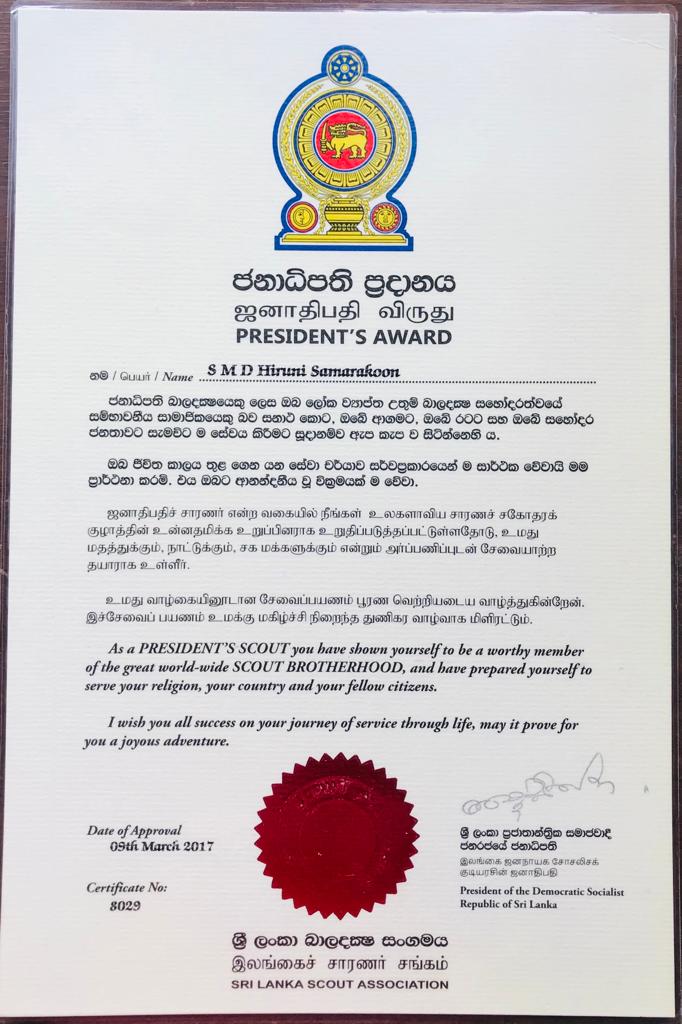 ජනාධිපති ප්‍රදානය
ஜனாதிபதி விருது
PRESIDENT'S AWARD
නම / பெயர் / Name S M D Hiruni Samarakoon
ජනාධිපති බාලදක්ෂයෙකු ලෙස ඔබ ලෝක ව්‍යාප්ත උතුම් බාලදක්ෂ සහෝදරත්වයේ
සම්භාවනීය සාමාජිකයෙකු බව සනාථ කොට, ඔබේ ආගමට, ඔබේ රටට සහ ඔබේ සහෝදර
ජනතාවට සැමවිට ම සේවය කිරීමට සූදානම්ව ඇප කැප ව සිටින්නෙහි ය.
ඔබ ජීවිත කාලය තුළ ගෙන යන සේවා චර්යාව සර්වප්‍රකාරයෙන් ම සාර්ථක වේවායි මම
ප්‍රාර්ථනා කරමි. එය ඔබට ආනන්දනීය වූ වික්‍රමයක් ම වේවා.
ஜனாதிபதிச் சாரணர் என்ற வகையில் நீங்கள் உலகளாவிய சாரணச் சகோதரக்
குழாத்தின் உன்னதமிக்க உறுப்பினராக உறுதிப்படுத்தப்பட்டுள்ளதோடு, உமது
மதத்துக்கும், நாட்டுக்கும், சக மக்களுக்கும் என்றும் அர்ப்பணிப்புடன் சேவையாற்ற
தயாராக உள்ளீர்.
உமது வாழ்கையினூடான சேவைப்பயணம் பூரண வெற்றியடைய வாழ்த்துகின்றேன்.
இச்சேவைப் பயணம் உமக்கு மகிழ்ச்சி நிறைந்த துணிகர வாழ்வாக மிளிரட்டும்.
As a PRESIDENT'S SCOUT you have shown yourself to be a worthy member
of the great world-wide SCOUT BROTHERHOOD, and have prepared yourself to
serve your religion, your country and your fellow citizens.
I wish you all success on your journey of service through life, may it prove for
you a joyous adventure.
Date of Approval
09th March 2017
Certificate No:
8029
ශ්‍රී ලංකා ප්‍රජාතාන්ත්‍රික සමාජවාදී
ජනරජයේ ජනාධිපති
இலங்கை ஜனநாயக சோசலிசக்
குடியரசின் ஜனாதிபதி
President of the Democratic Socialist
Republic of Sri Lanka
ශ්‍රී ලංකා බාලදක්ෂ සංගමය
இலங்கைச் சாரணர் சங்கம்
SRI LANKA SCOUT ASSOCIATION